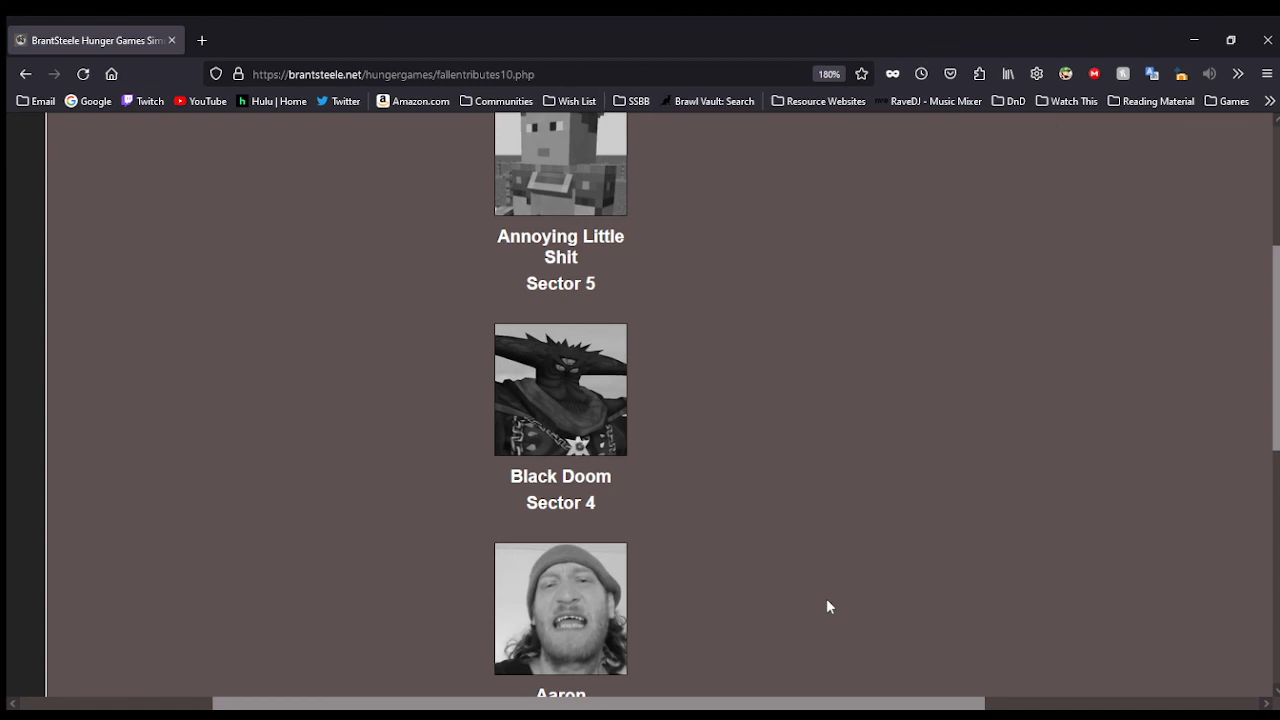 BrantSteele Hunger Games Sim
https://brantsteele.net/hungergames/fallentributes10.php
180%
Email Google Twitch YouTube Hulu | Home Twitter Amazon.com Communities Wish List SSBB Brawl Vault: Search Resource Websites RaveDJ - Music Mixer DnD Watch This Reading Material Games
Annoying Little
Shit
Sector 5
Black Doom
Sector 4
Aaron